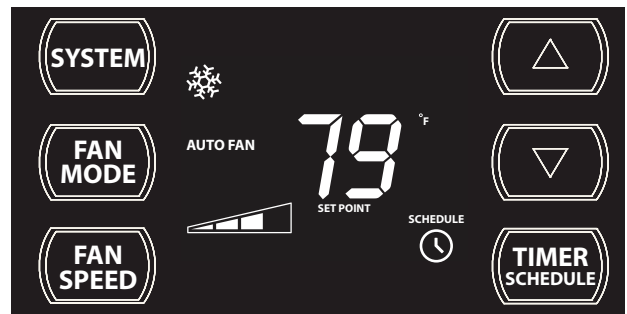 SYSTEM
FAN
MODE
FAN
SPEED
AUTO FAN
79
°F
SET POINT
SCHEDULE
TIMER
SCHEDULE